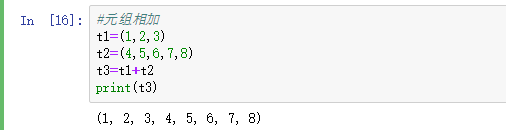 In [16]: #元组相加
t1=(1,2,3)
t2=(4,5,6,7,8)
t3=t1+t2
print(t3)
(1, 2, 3, 4, 5, 6, 7, 8)